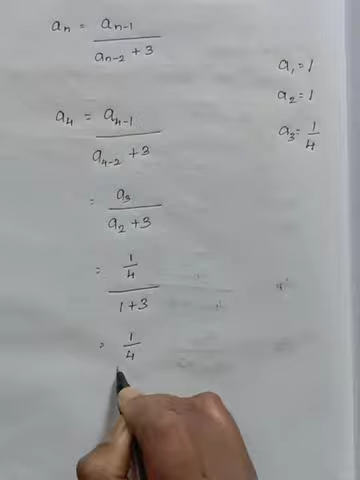 aₙ = aₙ₋₁ / (aₙ₋₂ + 3)
a₁ = 1
a₂ = 1
a₃ = 1/4
a₄ = a₄₋₁ / (a₄₋₂ + 3)
= a₃ / (a₂ + 3)
= (1/4) / (1 + 3)
= 1/4